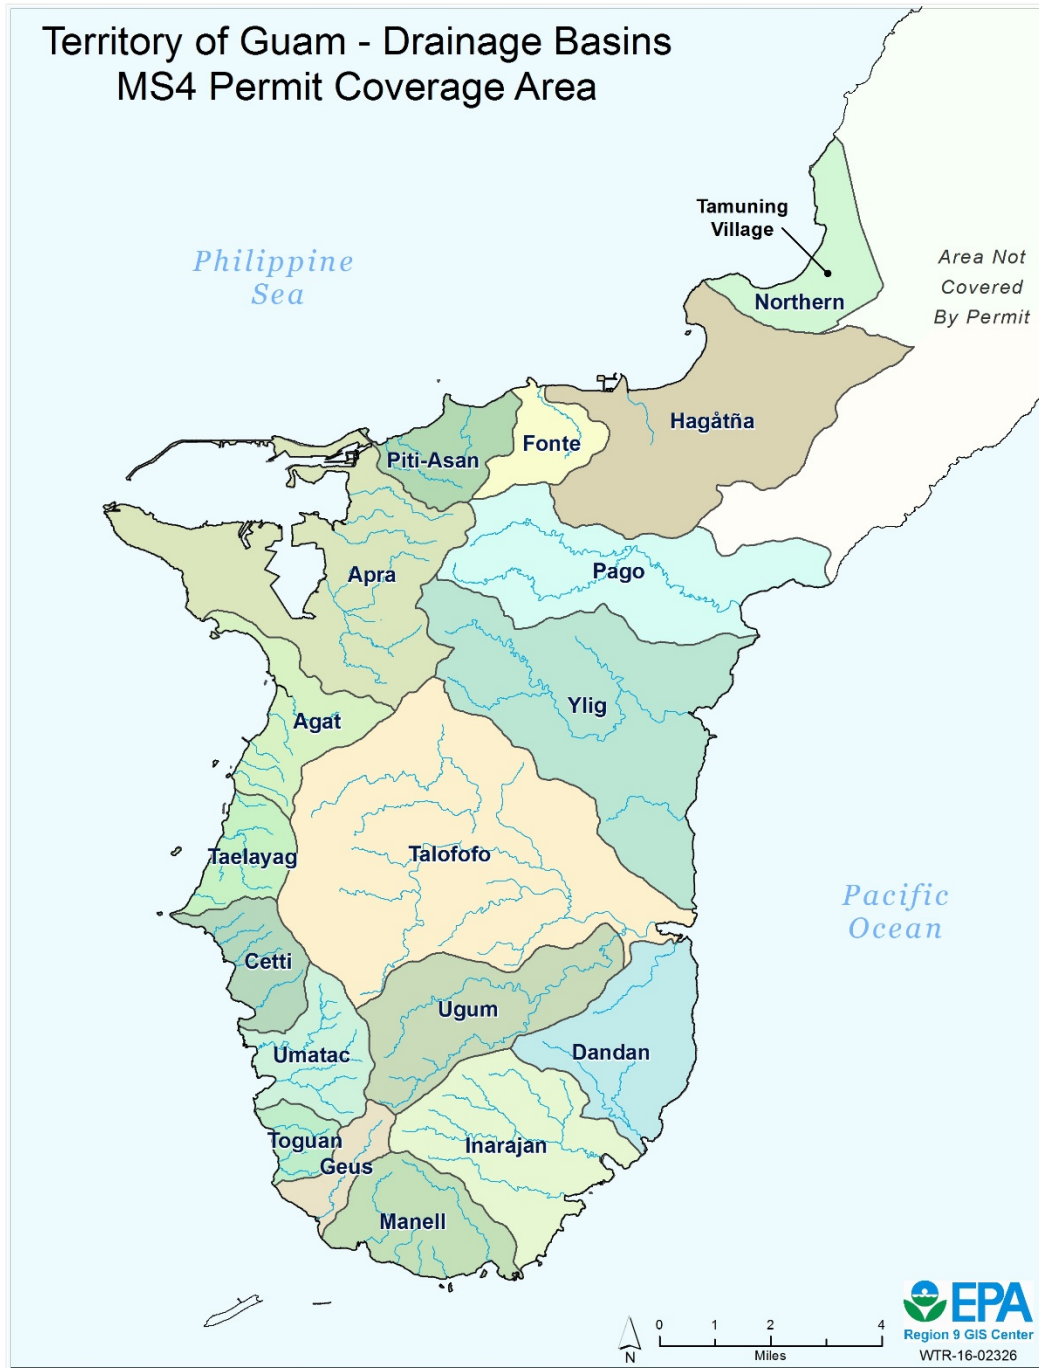 Territory of Guam - Drainage Basins
MS4 Permit Coverage Area
Tamuning
Village
Philippine
Sea
Area Not
Covered
By Permit
Northern
Hagåtña
Fonte
Piti-Asan
Pago
Apra
Ylig
Agat
Talofofo
Taelayag
Pacific
Ocean
Cetti
Ugum
Umatac
Dandan
Toguan
Inarajan
Geus
Manell
EPA
Region 9 GIS Center
WTR-16-02326
N
0 1 2 4
Miles